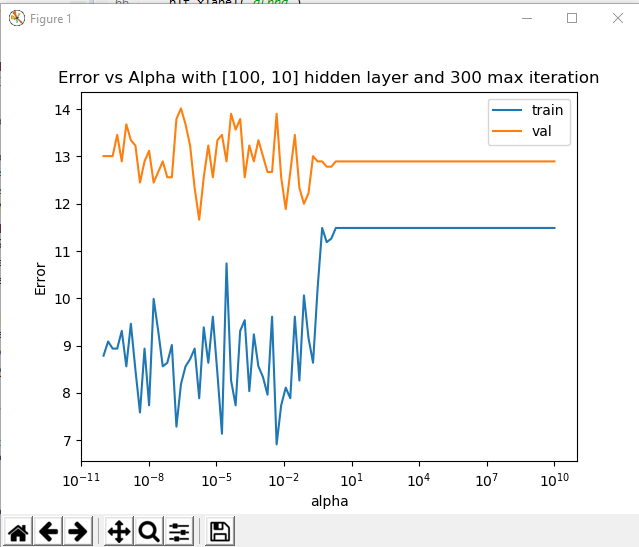 Figure 1
Error vs Alpha with [100, 10] hidden layer and 300 max iteration
train
val
14
13
12
11
10
9
8
7
Error
10⁻¹¹ 10⁻⁸ 10⁻⁵ 10⁻² 10¹ 10⁴ 10⁷ 10¹⁰
alpha